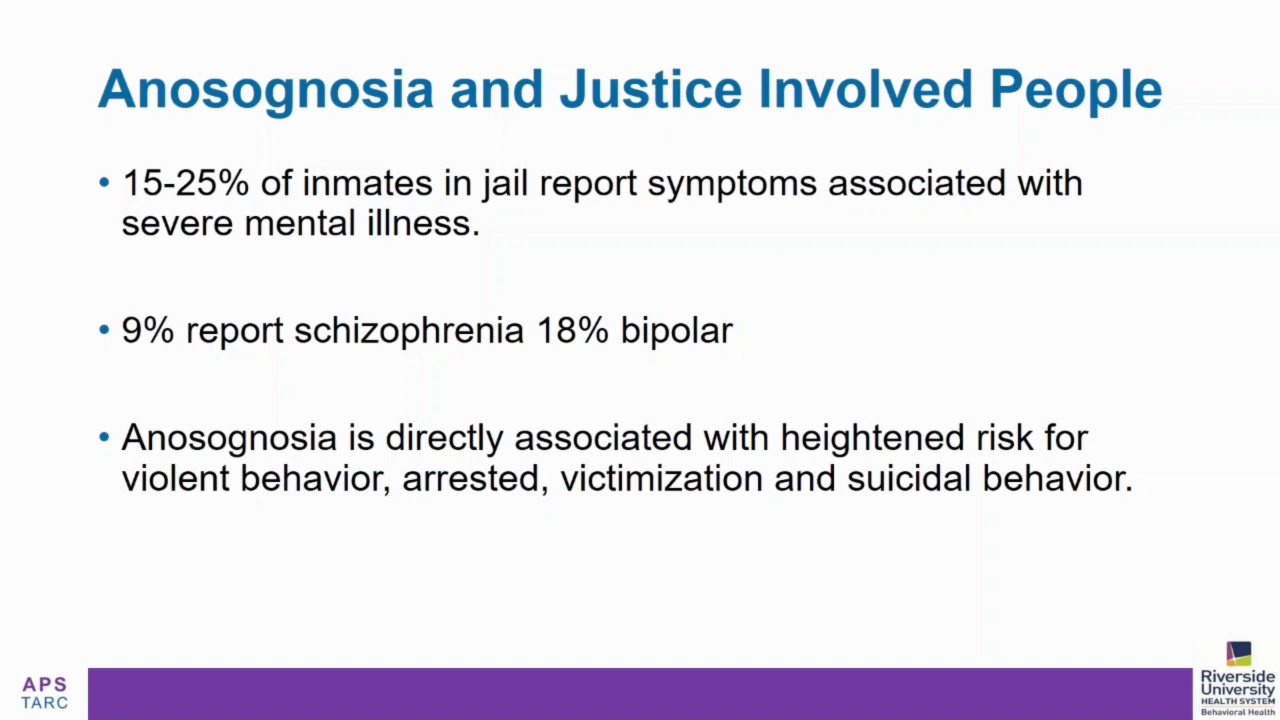 Anosognosia and Justice Involved People
• 15-25% of inmates in jail report symptoms associated with
severe mental illness.
• 9% report schizophrenia 18% bipolar
• Anosognosia is directly associated with heightened risk for
violent behavior, arrested, victimization and suicidal behavior.
APS
TARC
Riverside
University
HEALTH SYSTEM
Behavioral Health